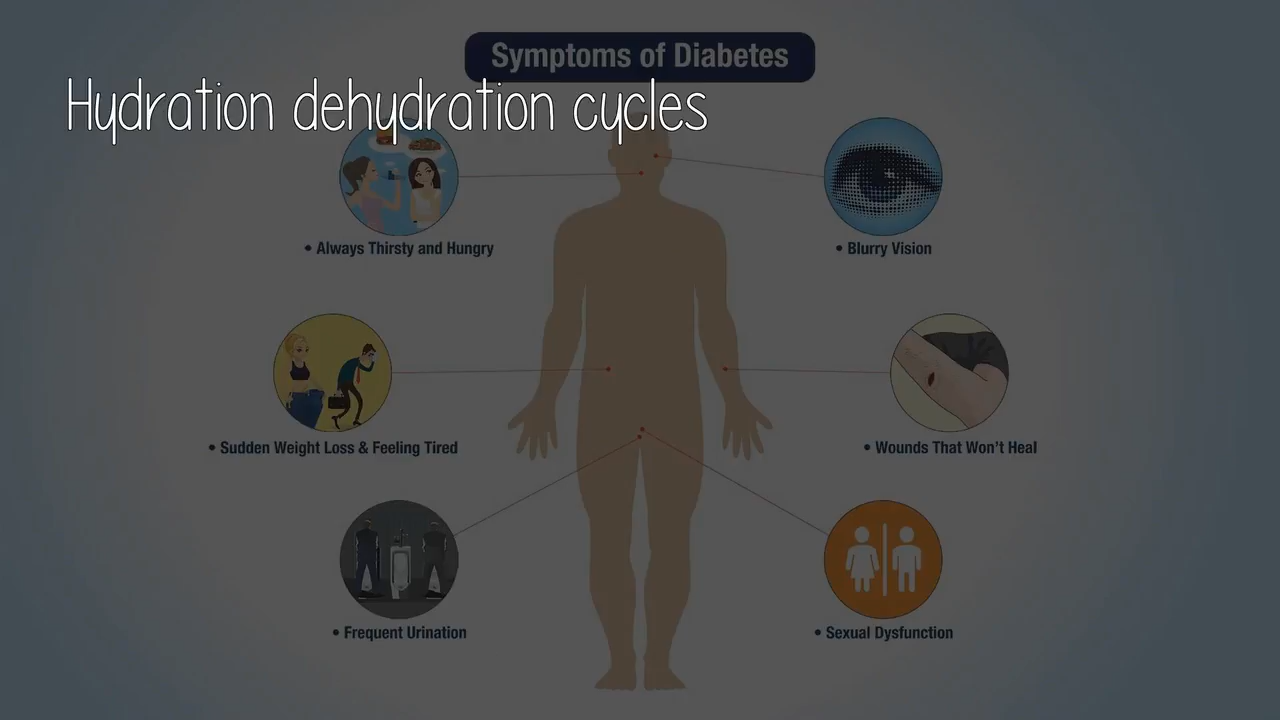 Symptoms of Diabetes
Hydration dehydration cycles
• Always Thirsty and Hungry
• Blurry Vision
• Sudden Weight Loss & Feeling Tired
• Wounds That Won't Heal
• Frequent Urination
• Sexual Dysfunction